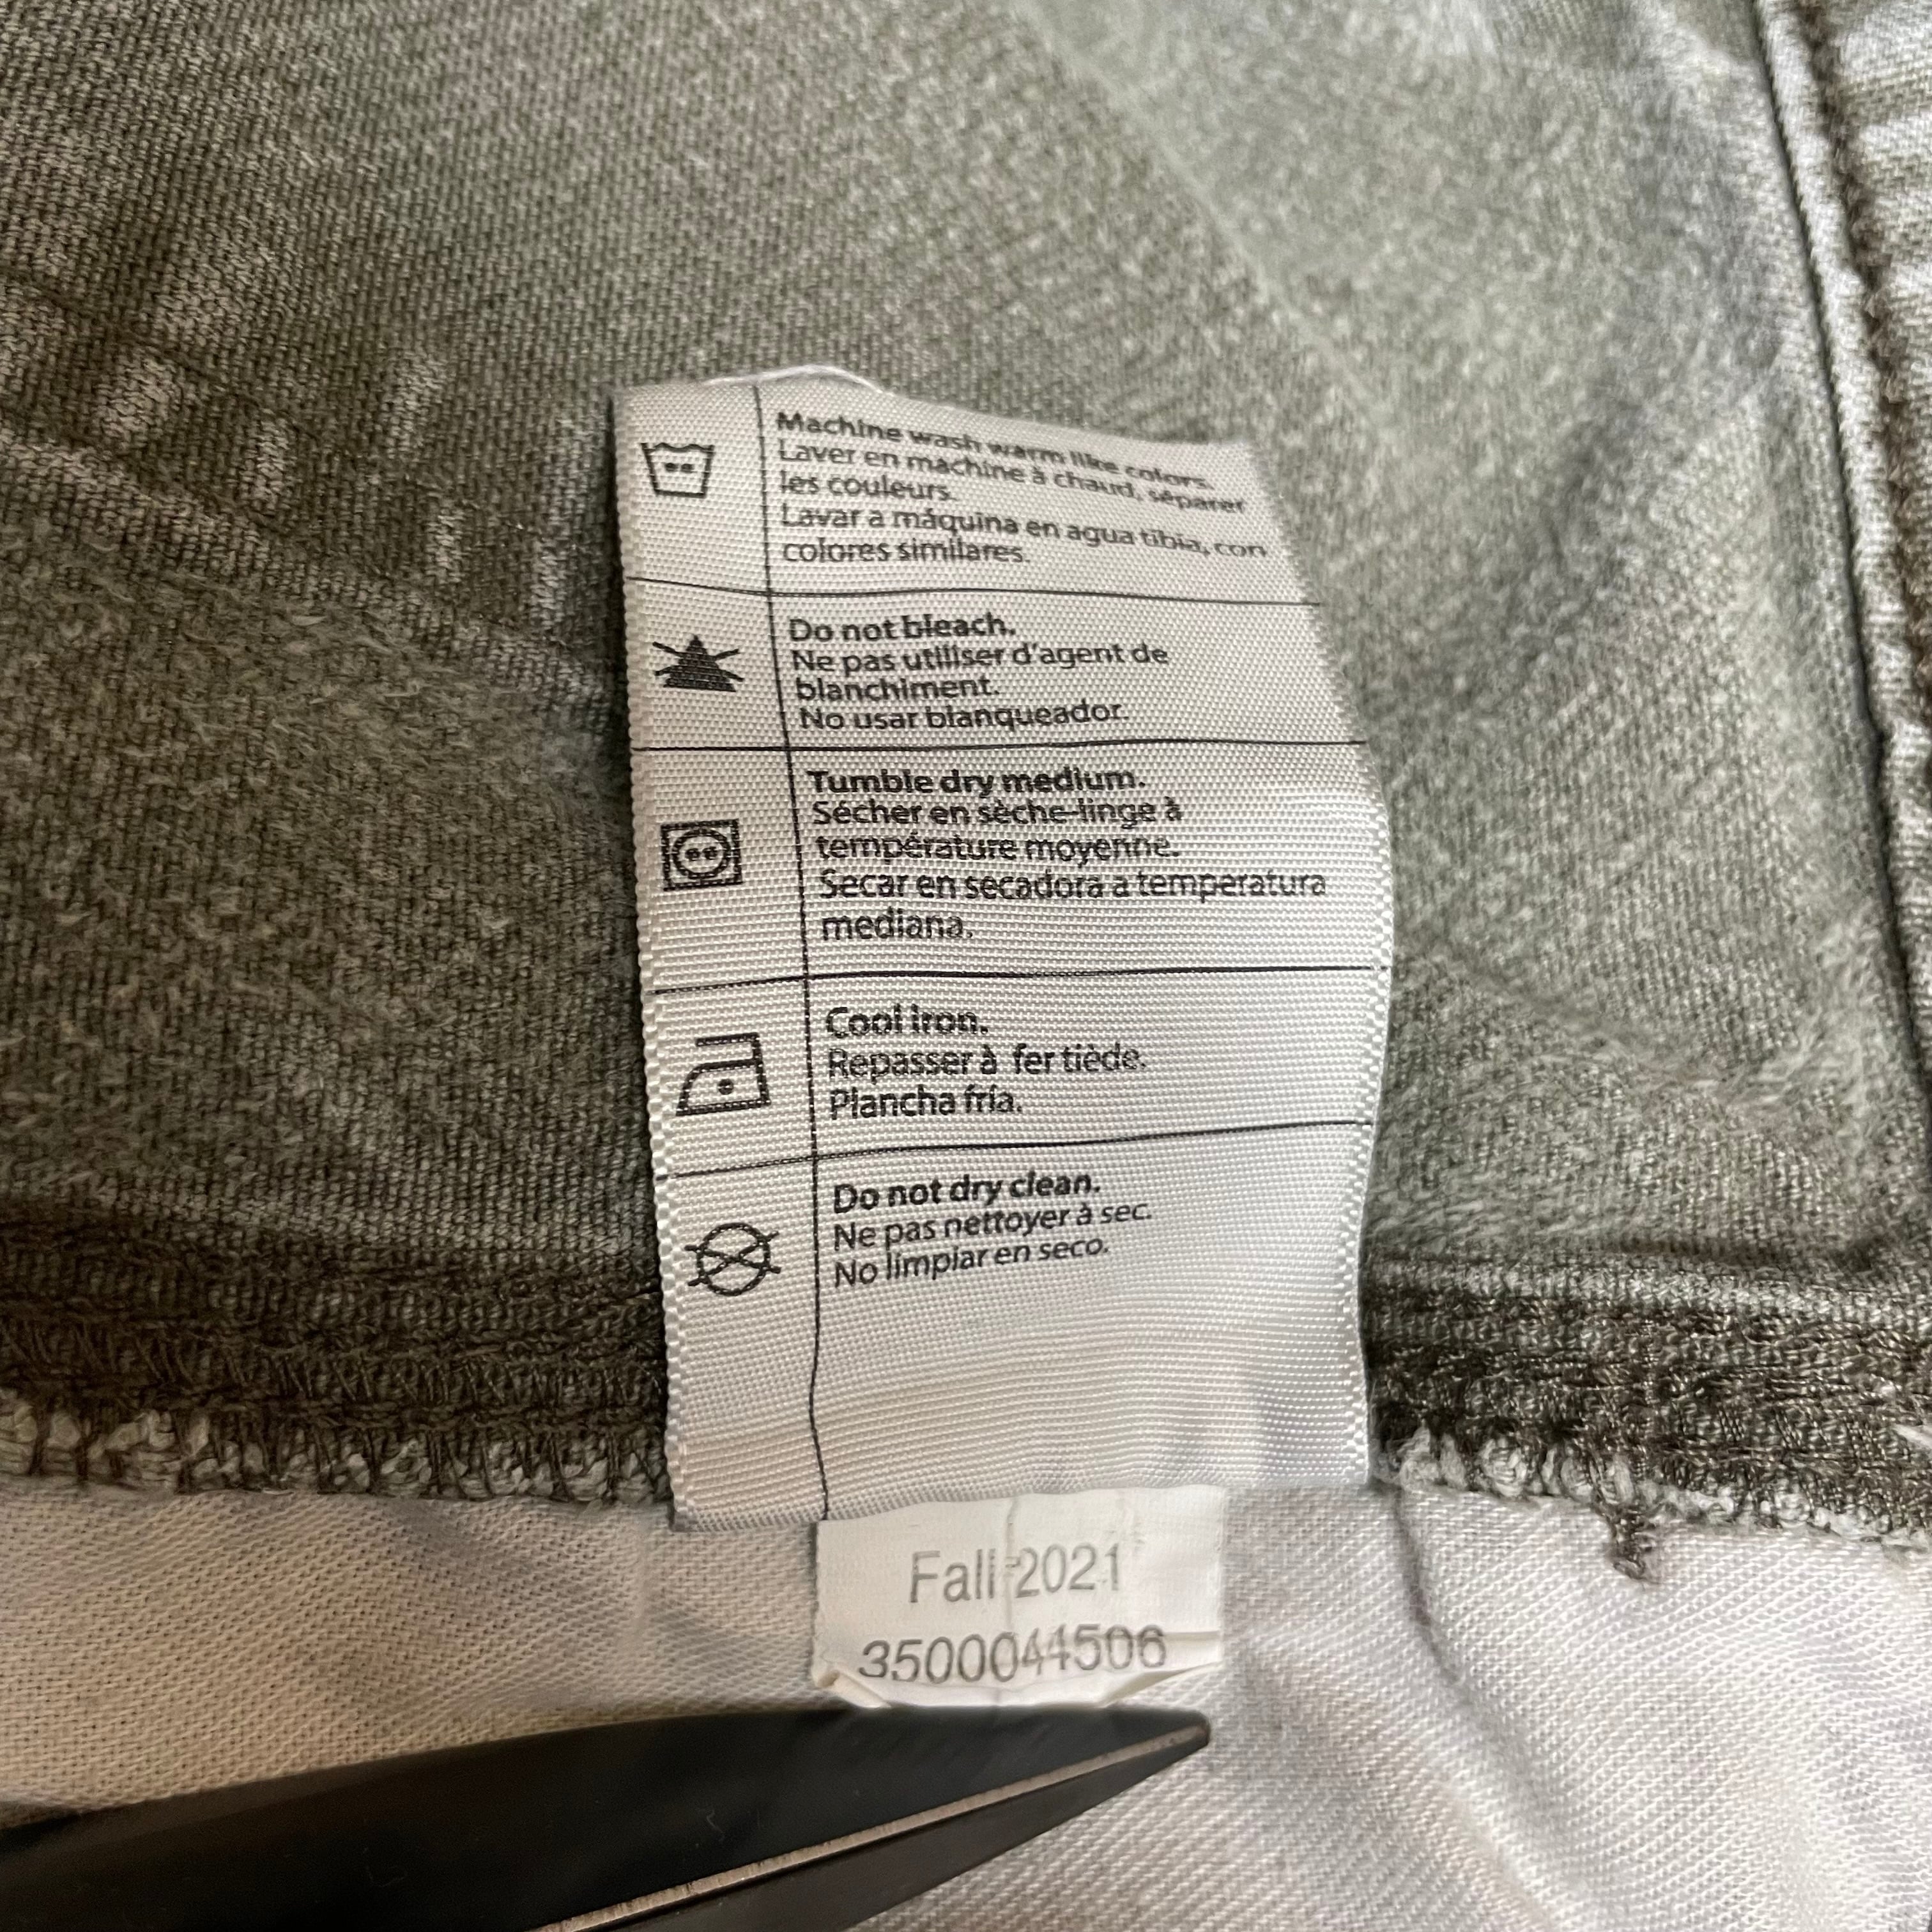 Machine wash warm like colors.
Laver en machine à chaud, séparer
les couleurs.
Lavar a máquina en agua tibia, con
colores similares.
Do not bleach.
Ne pas utiliser d'agent de
blanchiment.
No usar blanqueador.
Tumble dry medium.
Sécher en sèche-linge à
température moyenne.
Secar en secadora a temperatura
mediana.
Cool iron.
Repasser à fer tiède.
Plancha fría.
Do not dry clean.
Ne pas nettoyer à sec.
No limpiar en seco.
Fall 2021
3500044506